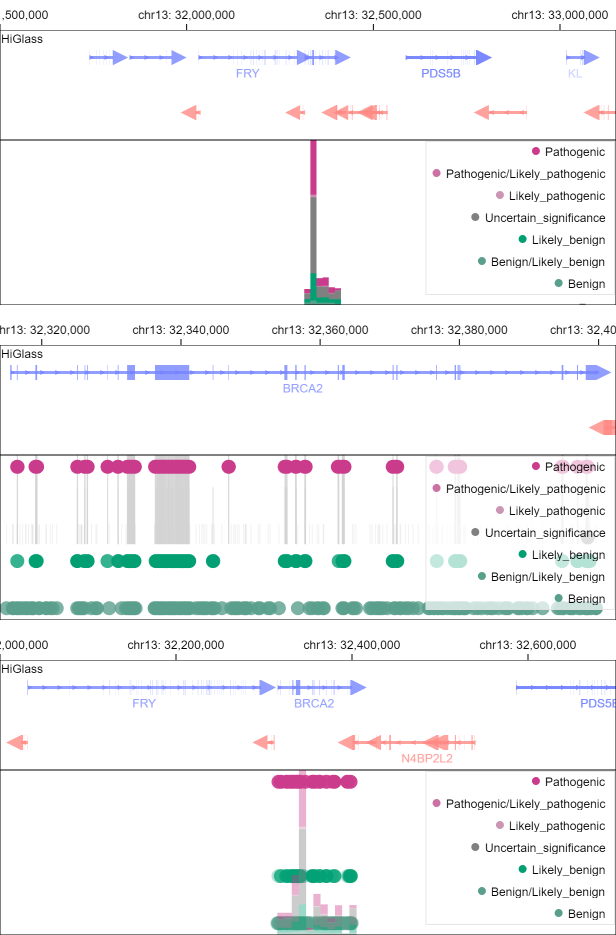 ,500,000 chr13: 32,000,000 chr13: 32,500,000 chr13: 33,000,000
HiGlass
FRY PDS5B KL
Pathogenic
Pathogenic/Likely_pathogenic
Likely_pathogenic
Uncertain_significance
Likely_benign
Benign/Likely_benign
Benign
hr13: 32,320,000 chr13: 32,340,000 chr13: 32,360,000 chr13: 32,380,000 chr13: 32,40
HiGlass
BRCA2
Pathogenic
Pathogenic/Likely_pathogenic
Likely_pathogenic
Uncertain_significance
Likely_benign
Benign/Likely_benign
Benign
2,000,000 chr13: 32,200,000 chr13: 32,400,000 chr13: 32,600,000
HiGlass
FRY BRCA2 PDS5B
N4BP2L2
Pathogenic
Pathogenic/Likely_pathogenic
Likely_pathogenic
Uncertain_significance
Likely_benign
Benign/Likely_benign
Benign